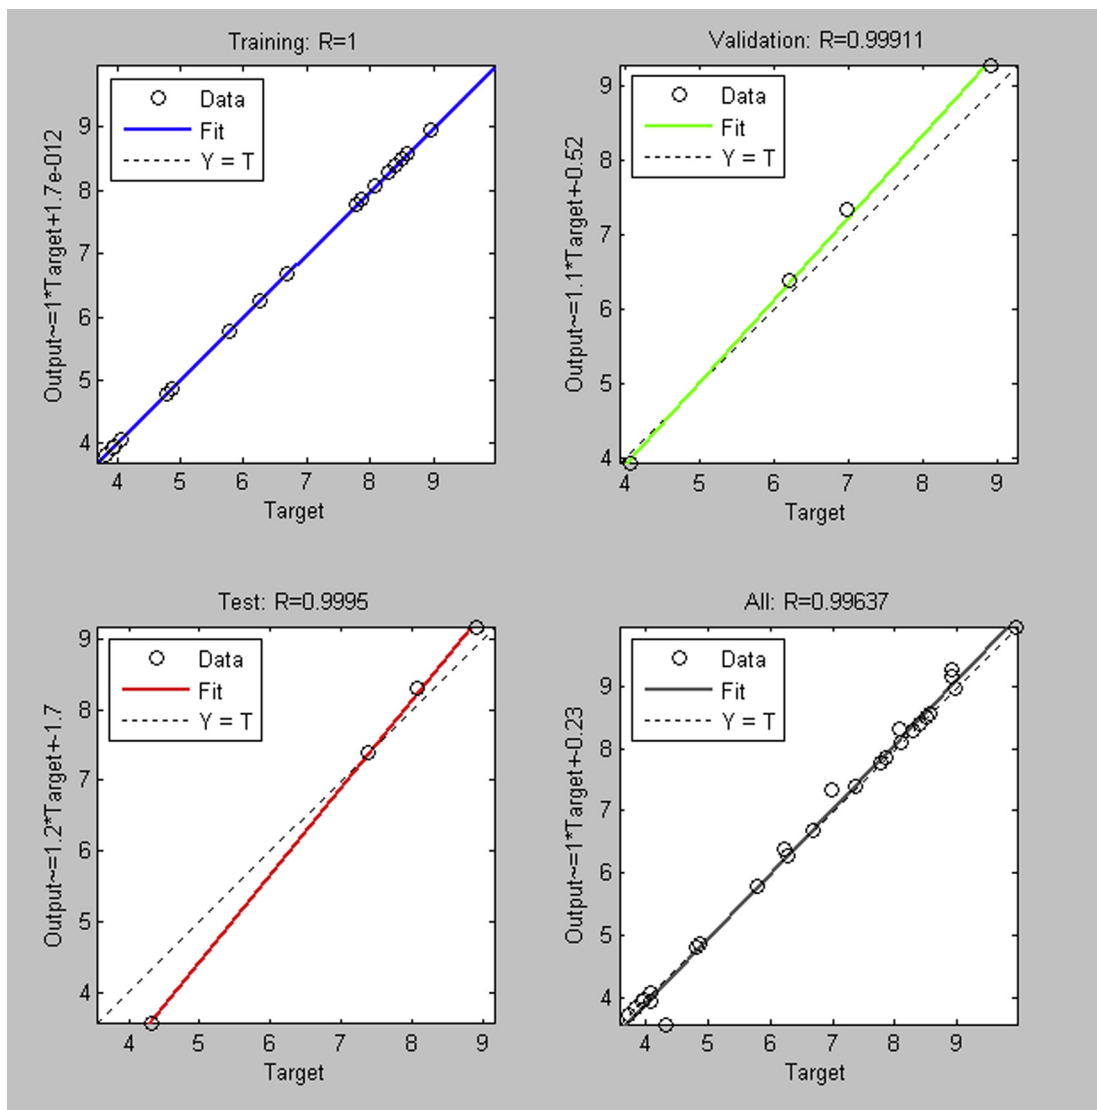 Training: R=1
Output~=1*Target+1.7e-012
Data
Fit
Y = T
9
8
7
6
5
4
4 5 6 7 8 9
Target
Validation: R=0.99911
Output~=1.1*Target+-0.52
Data
Fit
Y = T
9
8
7
6
5
4
4 5 6 7 8 9
Target
Test: R=0.9995
Output~=1.2*Target+-1.7
Data
Fit
Y = T
9
8
7
6
5
4
4 5 6 7 8 9
Target
All: R=0.99637
Output~=1*Target+-0.23
Data
Fit
Y = T
9
8
7
6
5
4
4 5 6 7 8 9
Target